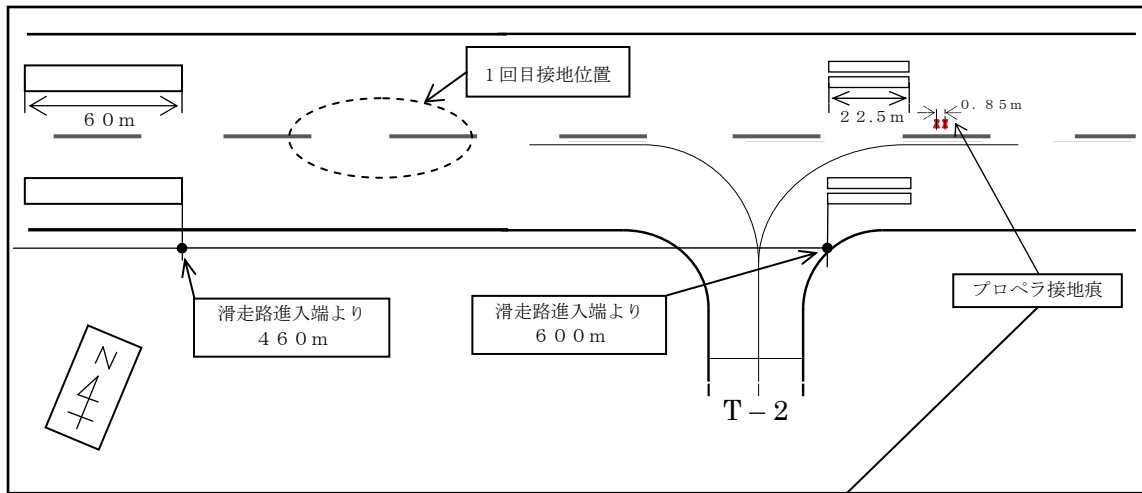 １回目接地位置
６０ｍ
２２.５ｍ
０.８５ｍ
滑走路進入端より
４６０ｍ
滑走路進入端より
６００ｍ
プロペラ接地痕
N
Ｔ－２